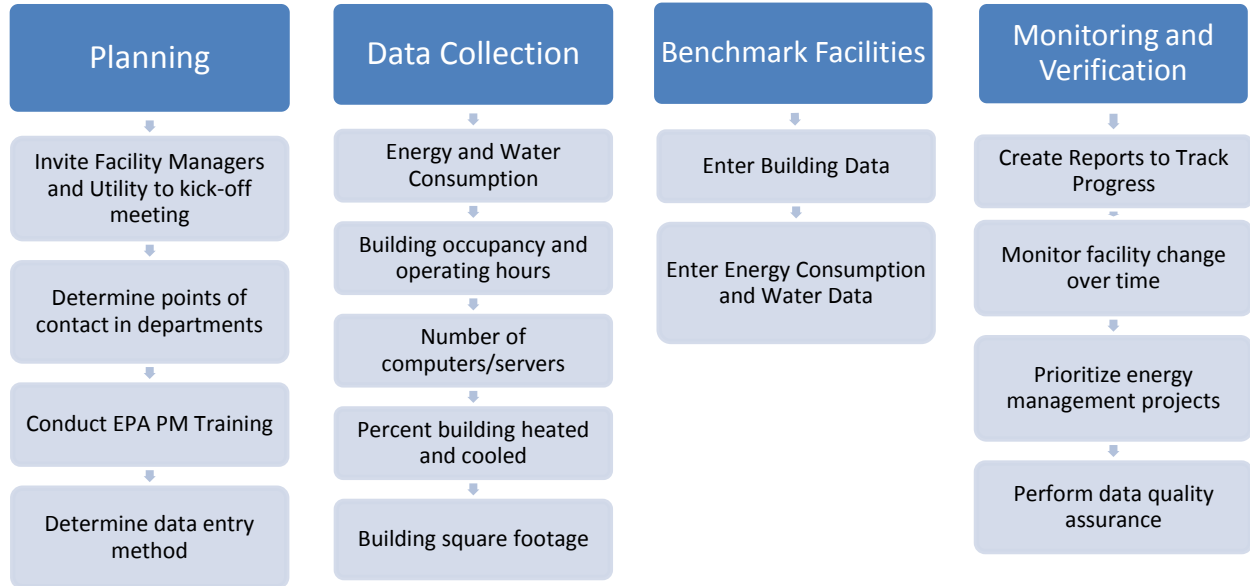 Planning
Invite Facility Managers
and Utility to kick-off
meeting
Determine points of
contact in departments
Conduct EPA PM Training
Determine data entry
method
Data Collection
Energy and Water
Consumption
Building occupancy and
operating hours
Number of
computers/servers
Percent building heated
and cooled
Building square footage
Benchmark Facilities
Enter Building Data
Enter Energy Consumption
and Water Data
Monitoring and
Verification
Create Reports to Track
Progress
Monitor facility change
over time
Prioritize energy
management projects
Perform data quality
assurance